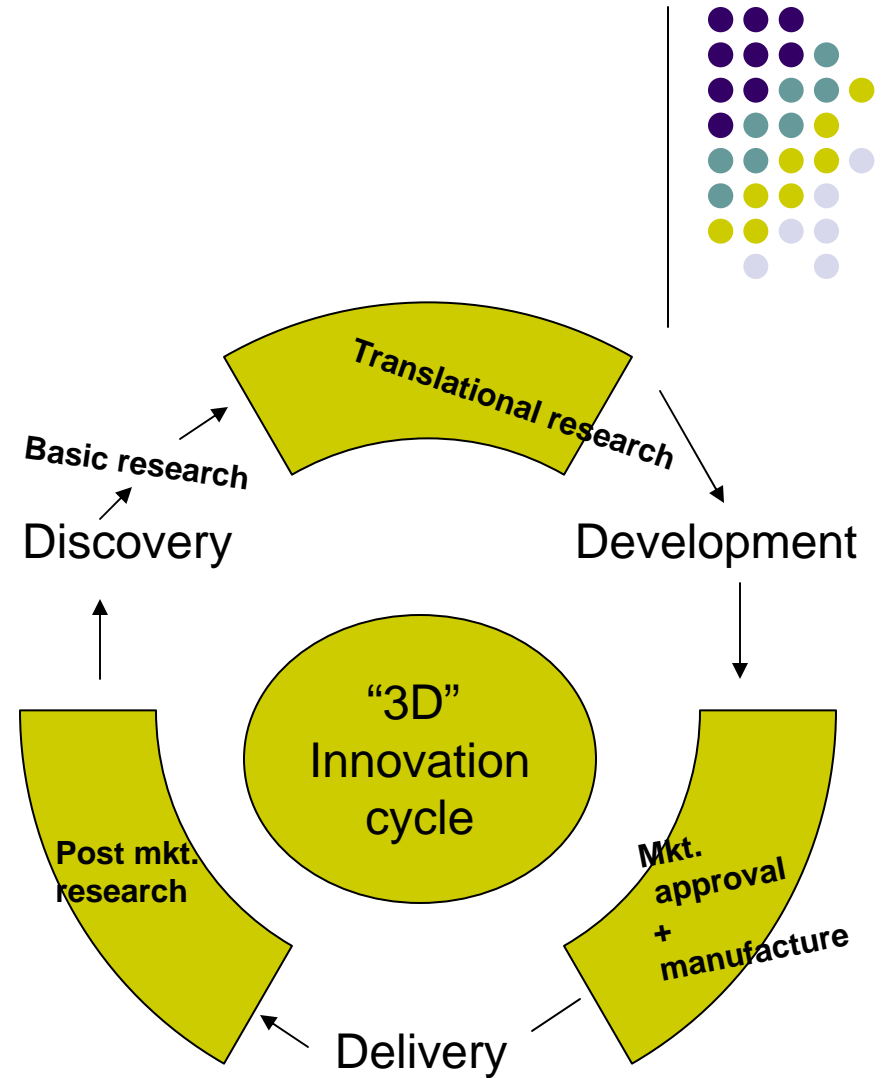 Translational research
Basic research
Discovery
Development
“3D”
Innovation
cycle
Post mkt.
research
Mkt.
approval
+
manufacture
Delivery